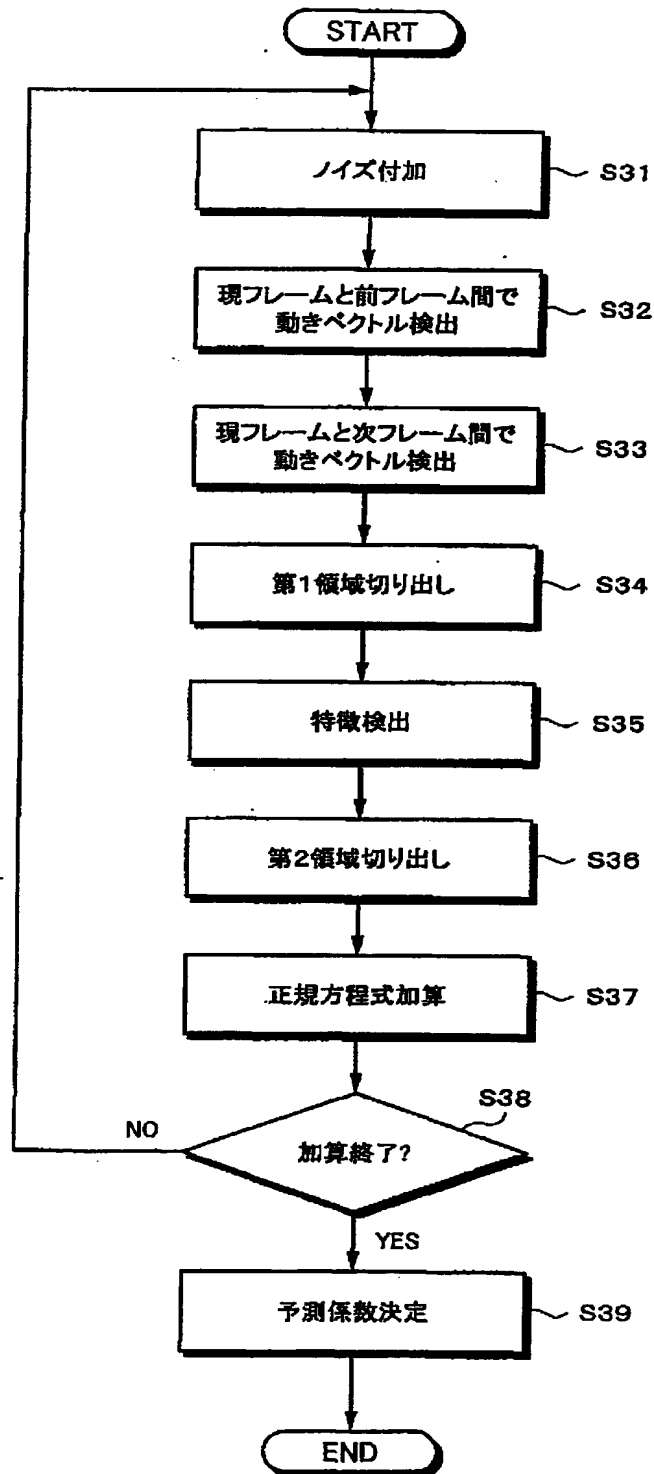 START
ノイズ付加
S31
現フレームと前フレーム間で
動きベクトル検出
S32
現フレームと次フレーム間で
動きベクトル検出
S33
第1領域切り出し
S34
特徴検出
S35
第2領域切り出し
S36
正規方程式加算
S37
S38
加算終了?
NO
YES
予測係数決定
S39
END